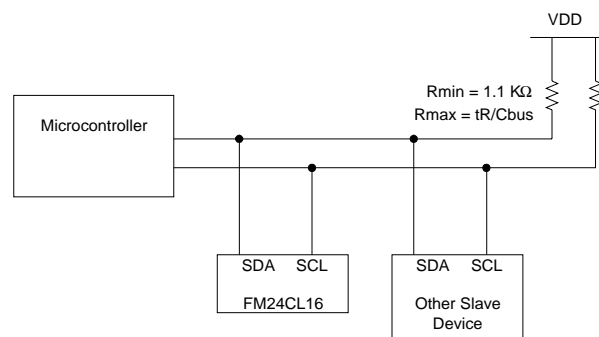 VDD
Rmin = 1.1 KΩ
Rmax = tR/Cbus
Microcontroller
SDA SCL
FM24CL16
SDA SCL
Other Slave
Device